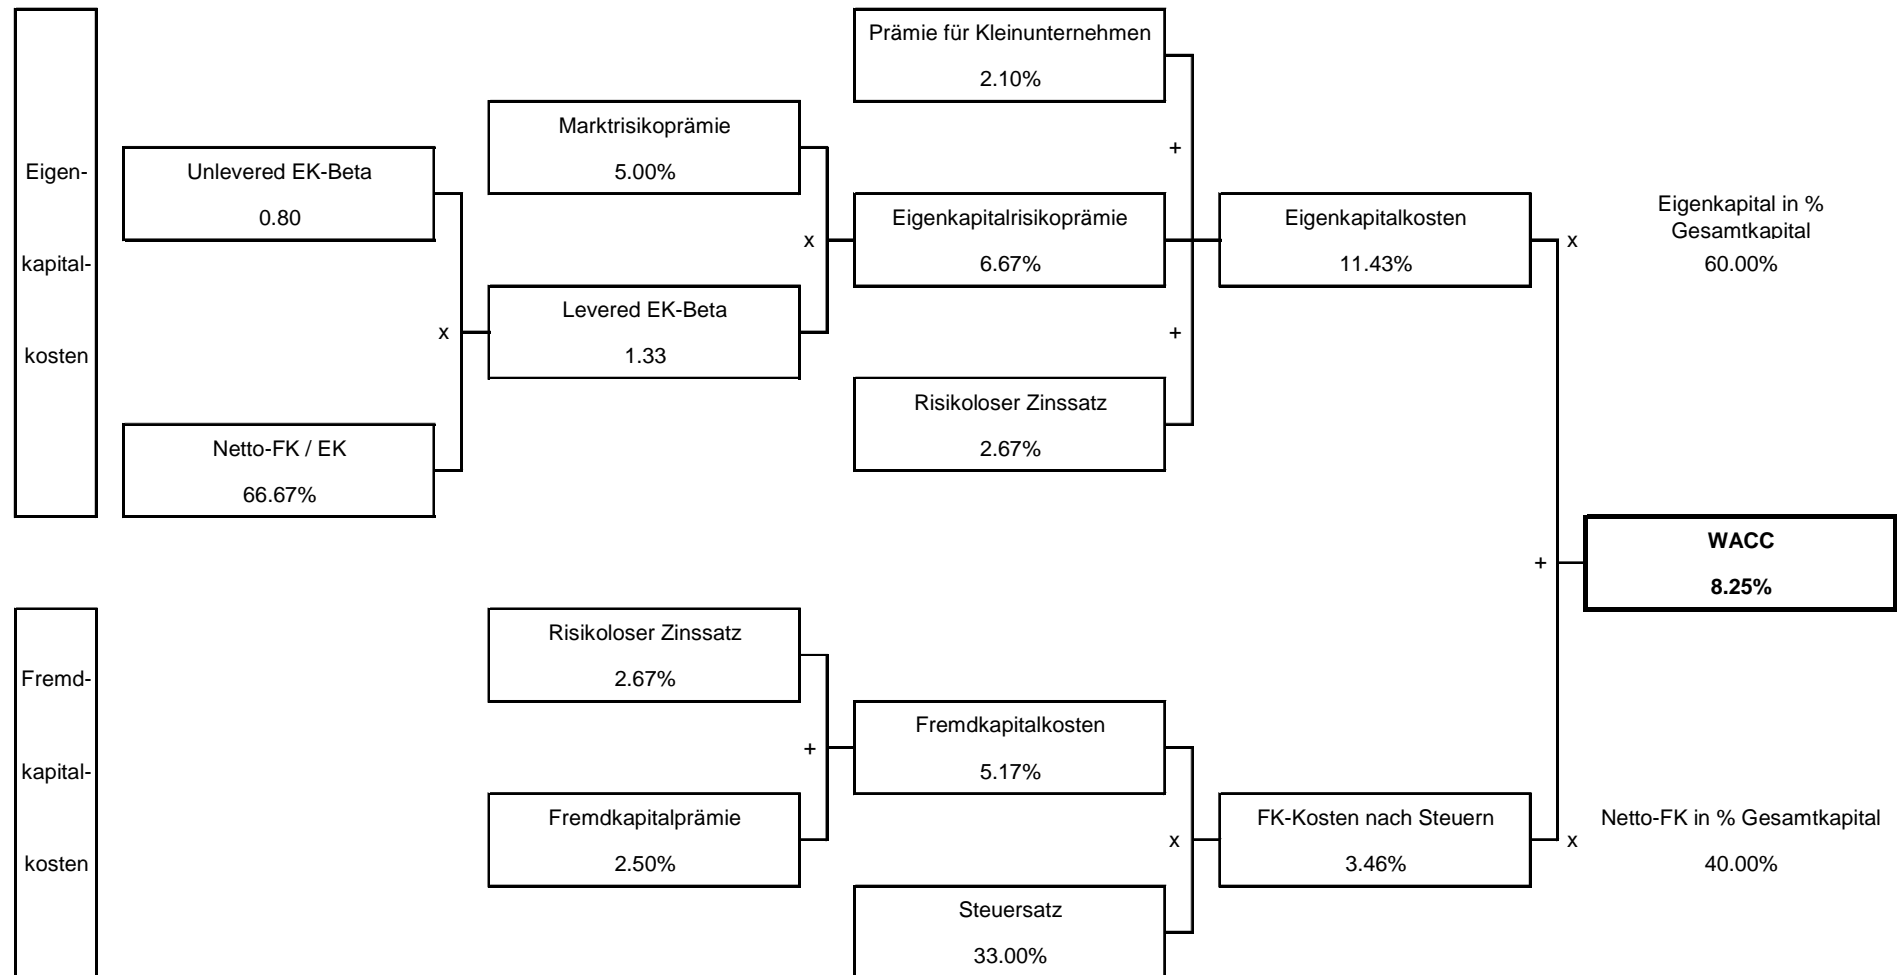 Eigen-
kapital-
kosten
Unlevered EK-Beta
0.80
x
Netto-FK / EK
66.67%
Marktrisikoprämie
5.00%
x
Levered EK-Beta
1.33
Prämie für Kleinunternehmen
2.10%
+
Eigenkapitalrisikoprämie
6.67%
+
Risikoloser Zinssatz
2.67%
Eigenkapitalkosten
11.43%
x
Eigenkapital in %
Gesamtkapital
60.00%
+
WACC
8.25%
Fremd-
kapital-
kosten
Risikoloser Zinssatz
2.67%
+
Fremdkapitalprämie
2.50%
Fremdkapitalkosten
5.17%
x
Steuersatz
33.00%
FK-Kosten nach Steuern
3.46%
x
Netto-FK in % Gesamtkapital
40.00%